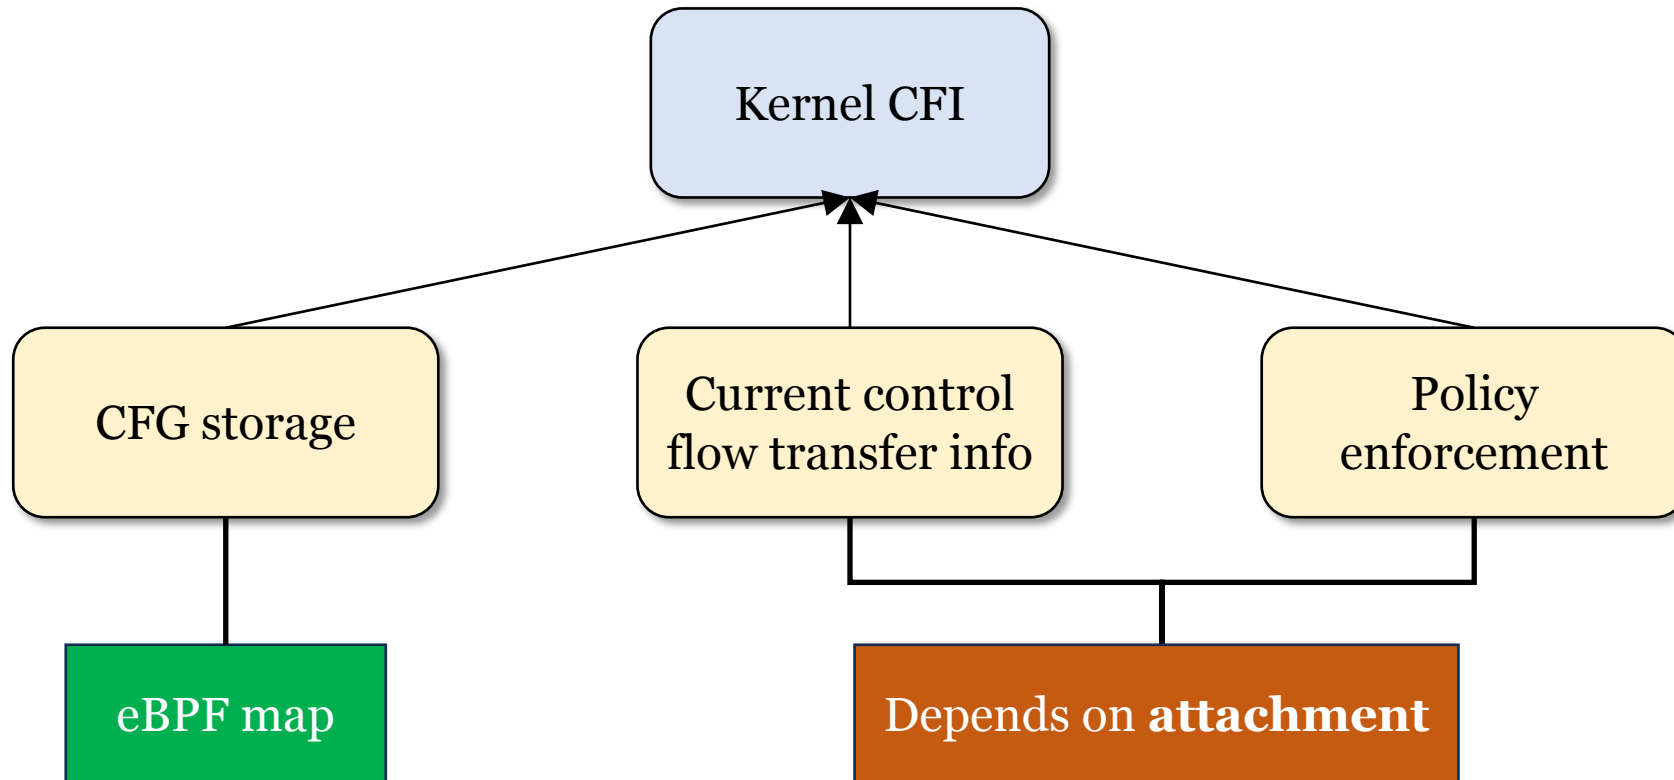 Kernel CFI
CFG storage
Current control
flow transfer info
Policy
enforcement
eBPF map
Depends on attachment